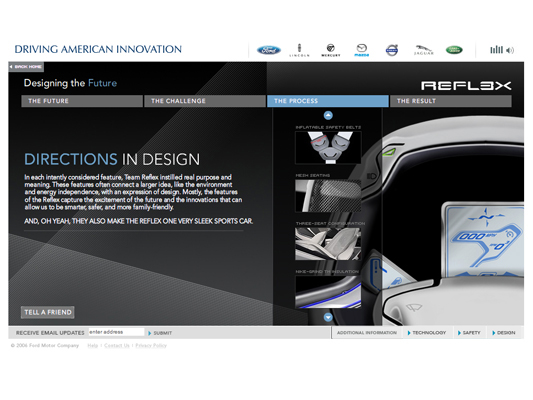 DRIVING AMERICAN INNOVATION
Ford
LINCOLN
MERCURY
mazda
JAGUAR
BACK HOME
Designing the Future
REFLEX
THE FUTURE
THE CHALLENGE
THE PROCESS
THE RESULT
INFLATABLE SAFETY BELTS
DIRECTIONS IN DESIGN
In each intently considered feature, Team Reflex instilled real purpose and
meaning. These features often connect a larger idea, like the environment
and energy independence, with an expression of design. Mostly, the features
of the Reflex capture the excitement of the future and the innovations that can
allow us to be smarter, safer, and more family-friendly.
AND, OH YEAH, THEY ALSO MAKE THE REFLEX ONE VERY SLEEK SPORTS CAR.
MESH SEATING
THREE-SEAT CONFIGURATION
NIKE-GRIND INSULATION
000
TELL A FRIEND
RECEIVE EMAIL UPDATES
enter address
SUBMIT
ADDITIONAL INFORMATION
TECHNOLOGY
SAFETY
DESIGN
© 2006 Ford Motor Company
Help
Contact Us
Privacy Policy